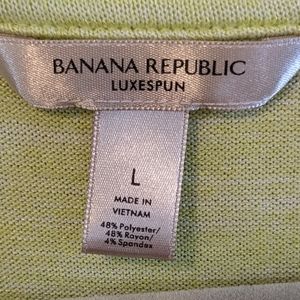 BANANA REPUBLIC
LUXESPUN
L
MADE IN
VIETNAM
48% Polyester/
48% Rayon/
4% Spandex